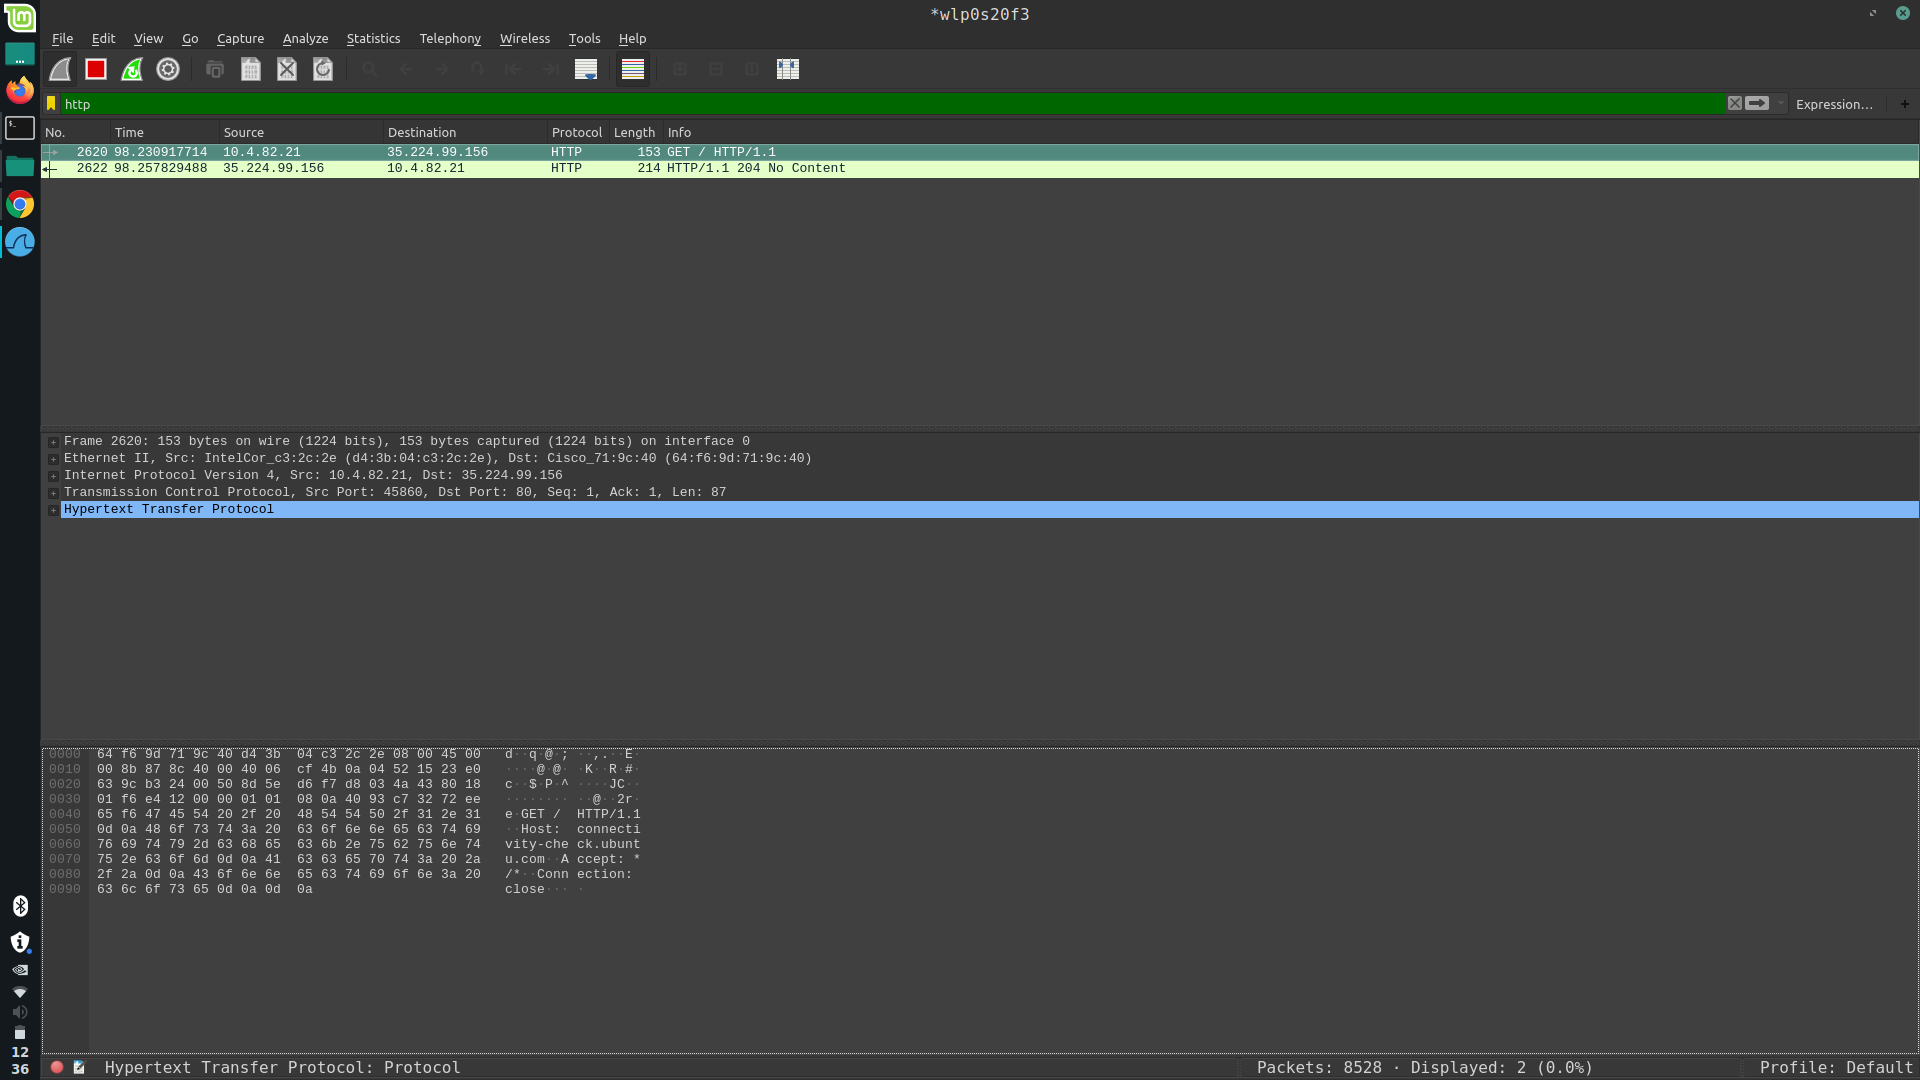 *wlp0s20f3
File Edit View Go Capture Analyze Statistics Telephony Wireless Tools Help
http
Expression… +
No. Time Source Destination Protocol Length Info
2620 98.230917714 10.4.82.21 35.224.99.156 HTTP 153 GET / HTTP/1.1
2622 98.257829488 35.224.99.156 10.4.82.21 HTTP 214 HTTP/1.1 204 No Content
Frame 2620: 153 bytes on wire (1224 bits), 153 bytes captured (1224 bits) on interface 0
Ethernet II, Src: IntelCor_c3:2c:2e (d4:3b:04:c3:2c:2e), Dst: Cisco_71:9c:40 (64:f6:9d:71:9c:40)
Internet Protocol Version 4, Src: 10.4.82.21, Dst: 35.224.99.156
Transmission Control Protocol, Src Port: 45860, Dst Port: 80, Seq: 1, Ack: 1, Len: 87
Hypertext Transfer Protocol
0000 64 f6 9d 71 9c 40 d4 3b 04 c3 2c 2e 08 00 45 00 d··q·@·; ··,.··E·
0010 00 8b 87 8c 40 00 40 06 cf 4b 0a 04 52 15 23 e0 ····@·@· ·K··R·#·
0020 63 9c b3 24 00 50 8d 5e d6 f7 d8 03 4a 43 80 18 c··$·P·^ ····JC··
0030 01 f6 e4 12 00 00 01 01 08 0a 40 93 c7 32 72 ee ········ ··@··2r·
0040 65 f6 47 45 54 20 2f 20 48 54 54 50 2f 31 2e 31 e·GET / HTTP/1.1
0050 0d 0a 48 6f 73 74 3a 20 63 6f 6e 6e 65 63 74 69 ··Host: connecti
0060 76 69 74 79 2d 63 68 65 63 6b 2e 75 62 75 6e 74 vity-che ck.ubunt
0070 75 2e 63 6f 6d 0d 0a 41 63 63 65 70 74 3a 20 2a u.com··A ccept: *
0080 2f 2a 0d 0a 43 6f 6e 6e 65 63 74 69 6f 6e 3a 20 /*··Conn ection:
0090 63 6c 6f 73 65 0d 0a 0d 0a close··· ·
12
36
Hypertext Transfer Protocol: Protocol
Packets: 8528 · Displayed: 2 (0.0%)
Profile: Default